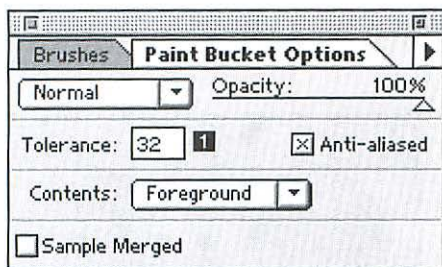 Brushes Paint Bucket Options
Normal Opacity: 100%
Tolerance: 32 1 Anti-aliased
Contents: Foreground
Sample Merged